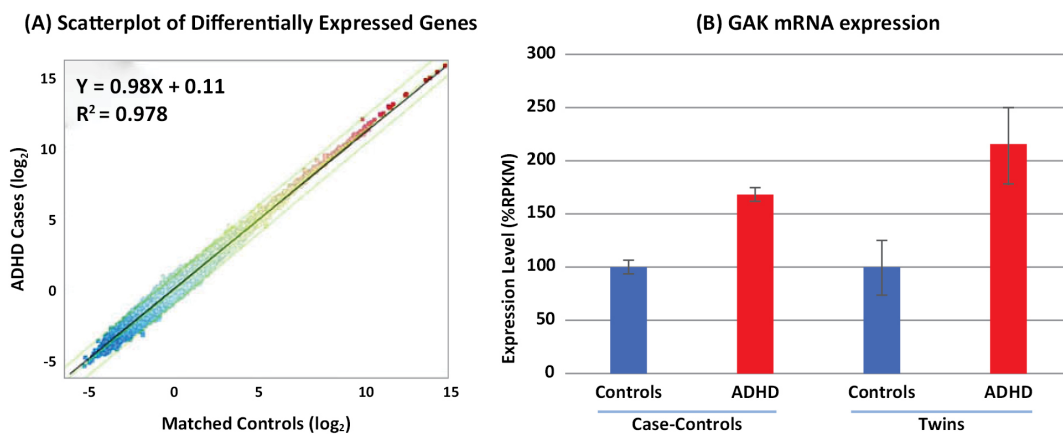 (A) Scatterplot of Differentially Expressed Genes
Y = 0.98X + 0.11
R² = 0.978
ADHD Cases (log₂)
15
10
5
0
-5
-5 0 5 10 15
Matched Controls (log₂)
(B) GAK mRNA expression
Expression Level (%RPKM)
300
250
200
150
100
50
0
Controls ADHD Controls ADHD
Case-Controls Twins